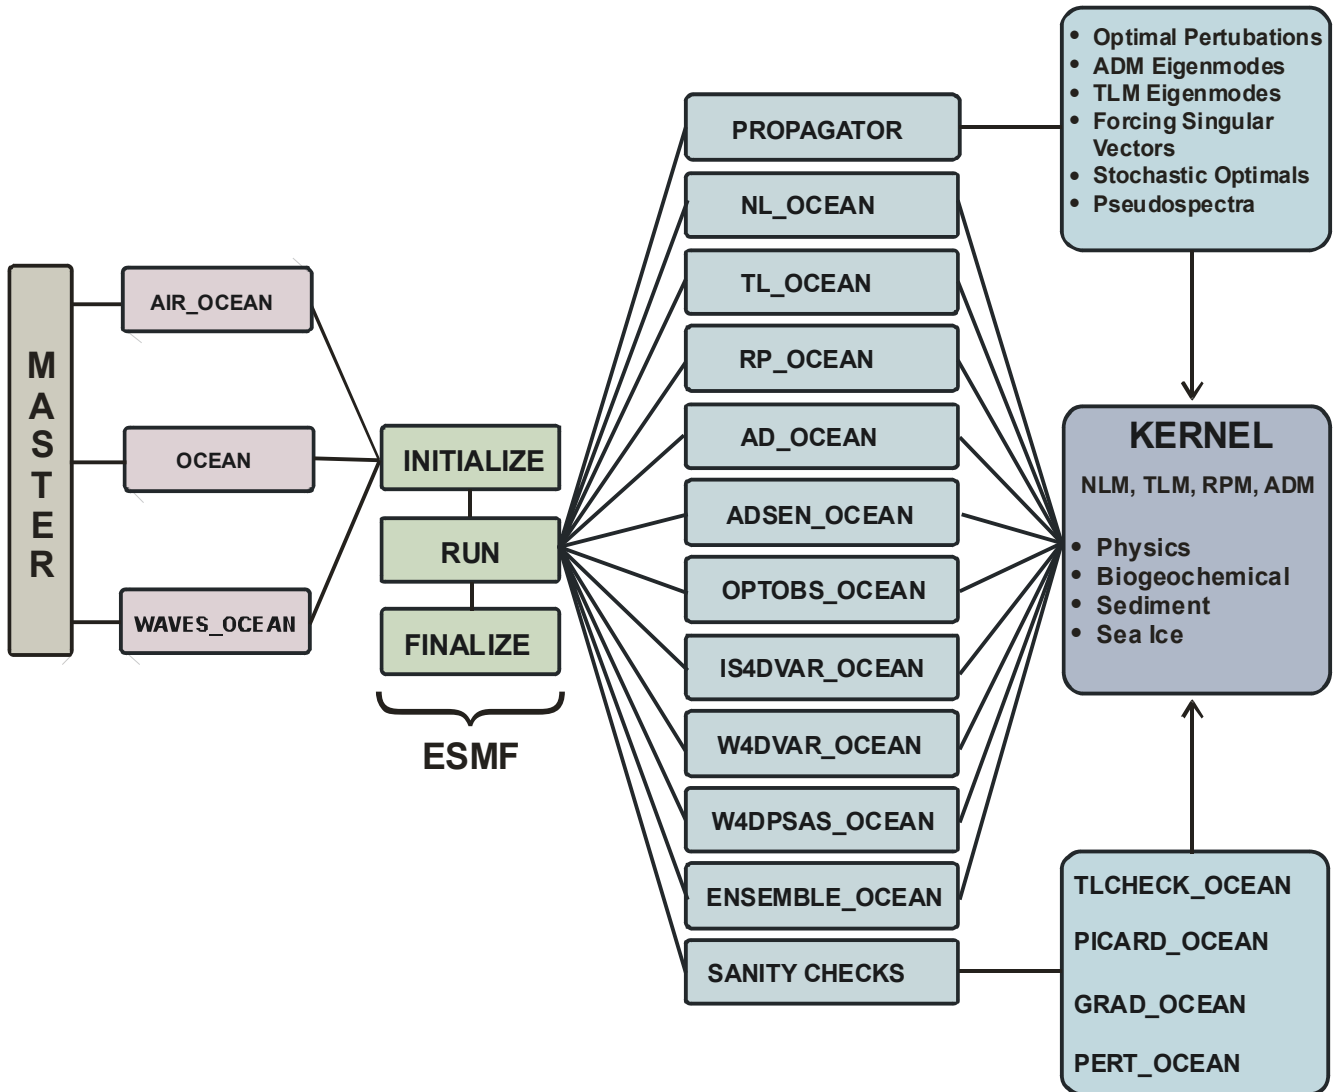 MASTER
AIR_OCEAN
OCEAN
WAVES_OCEAN
INITIALIZE
RUN
FINALIZE
ESMF
PROPAGATOR
NL_OCEAN
TL_OCEAN
RP_OCEAN
AD_OCEAN
ADSEN_OCEAN
OPTOBS_OCEAN
IS4DVAR_OCEAN
W4DVAR_OCEAN
W4DPSAS_OCEAN
ENSEMBLE_OCEAN
SANITY CHECKS
• Optimal Pertubations
• ADM Eigenmodes
• TLM Eigenmodes
• Forcing Singular
Vectors
• Stochastic Optimals
• Pseudospectra
KERNEL
NLM, TLM, RPM, ADM
• Physics
• Biogeochemical
• Sediment
• Sea Ice
TLCHECK_OCEAN
PICARD_OCEAN
GRAD_OCEAN
PERT_OCEAN